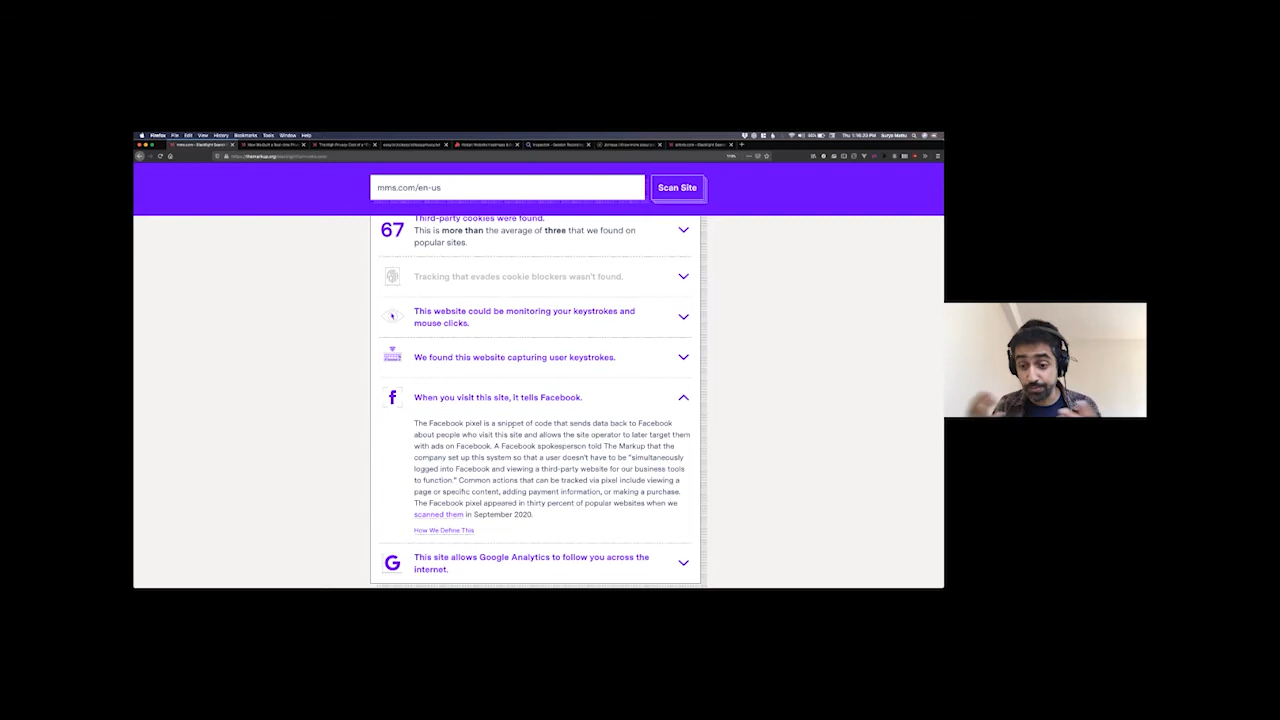 Firefox File Edit View History Bookmarks Tools Window Help
mms.com/en-us
Scan Site
67
Third-party cookies were found.
This is more than the average of three that we found on
popular sites.
Tracking that evades cookie blockers wasn't found.
This website could be monitoring your keystrokes and
mouse clicks.
We found this website capturing user keystrokes.
When you visit this site, it tells Facebook.
The Facebook pixel is a snippet of code that sends data back to Facebook
about people who visit this site and allows the site operator to later target them
with ads on Facebook. A Facebook spokesperson told The Markup that the
company set up this system so that a user doesn't have to be "simultaneously
logged into Facebook and viewing a third-party website for our business tools
to function." Common actions that can be tracked via pixel include viewing a
page or specific content, adding payment information, or making a purchase.
The Facebook pixel appeared in thirty percent of popular websites when we
scanned them in September 2020.
How We Define This
This site allows Google Analytics to follow you across the
internet.